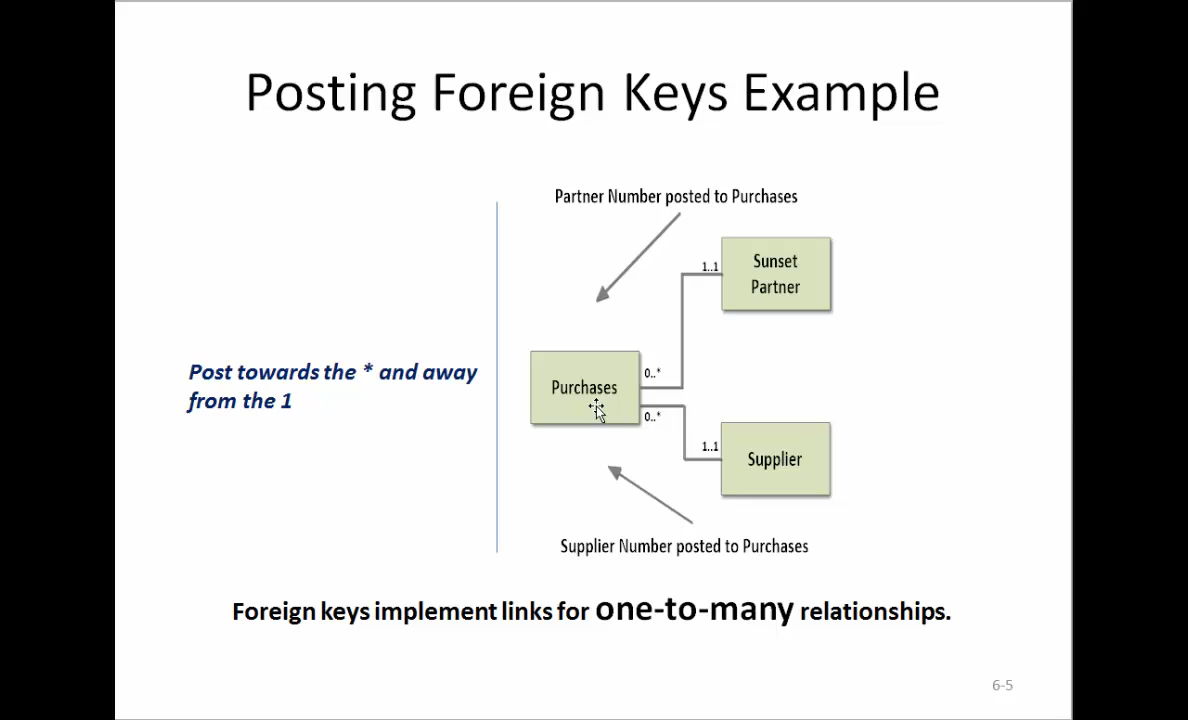 Posting Foreign Keys Example
Partner Number posted to Purchases
1..1
Sunset
Partner
Post towards the * and away
from the 1
Purchases
0..*
0..*
1..1
Supplier
Supplier Number posted to Purchases
Foreign keys implement links for one-to-many relationships.
6-5